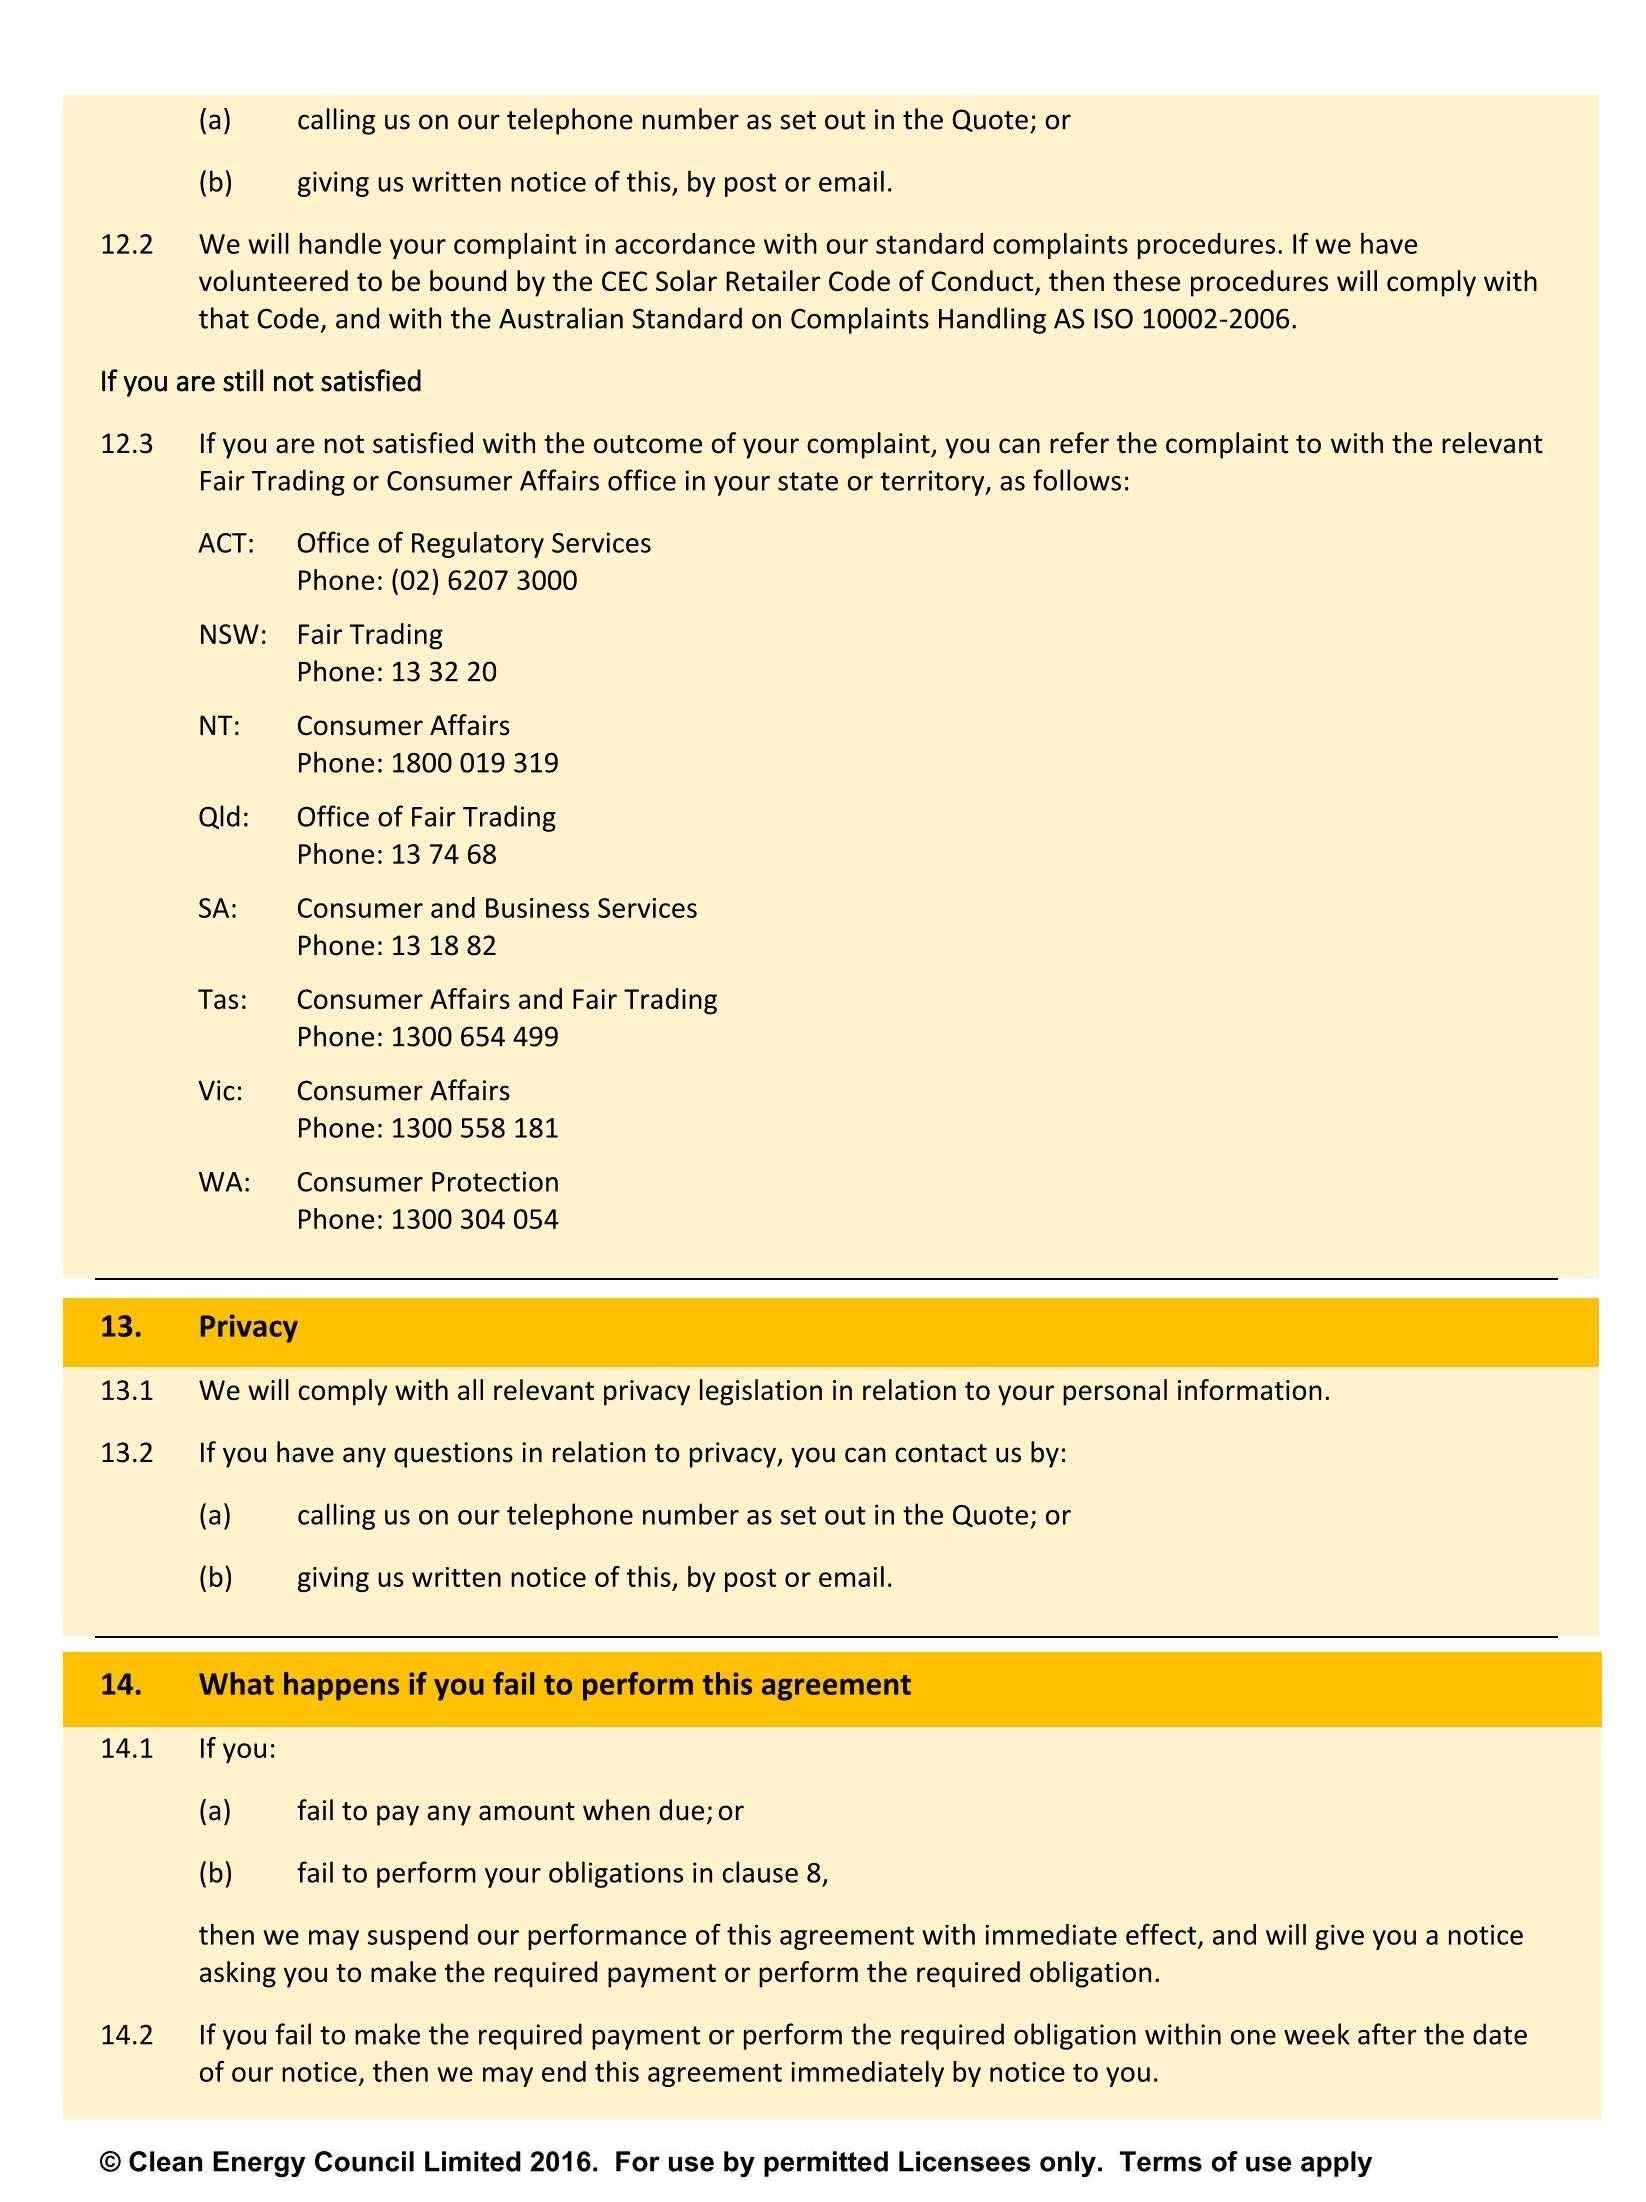 (a) calling us on our telephone number as set out in the Quote; or
(b) giving us written notice of this, by post or email.
12.2 We will handle your complaint in accordance with our standard complaints procedures. If we have
volunteered to be bound by the CEC Solar Retailer Code of Conduct, then these procedures will comply with
that Code, and with the Australian Standard on Complaints Handling AS ISO 10002-2006.
If you are still not satisfied
12.3 If you are not satisfied with the outcome of your complaint, you can refer the complaint to with the relevant
Fair Trading or Consumer Affairs office in your state or territory, as follows:
ACT: Office of Regulatory Services
Phone: (02) 6207 3000
NSW: Fair Trading
Phone: 13 32 20
NT: Consumer Affairs
Phone: 1800 019 319
Qld: Office of Fair Trading
Phone: 13 74 68
SA: Consumer and Business Services
Phone: 13 18 82
Tas: Consumer Affairs and Fair Trading
Phone: 1300 654 499
Vic: Consumer Affairs
Phone: 1300 558 181
WA: Consumer Protection
Phone: 1300 304 054
13. Privacy
13.1 We will comply with all relevant privacy legislation in relation to your personal information.
13.2 If you have any questions in relation to privacy, you can contact us by:
(a) calling us on our telephone number as set out in the Quote; or
(b) giving us written notice of this, by post or email.
14. What happens if you fail to perform this agreement
14.1 If you:
(a) fail to pay any amount when due; or
(b) fail to perform your obligations in clause 8,
then we may suspend our performance of this agreement with immediate effect, and will give you a notice
asking you to make the required payment or perform the required obligation.
14.2 If you fail to make the required payment or perform the required obligation within one week after the date
of our notice, then we may end this agreement immediately by notice to you.
© Clean Energy Council Limited 2016. For use by permitted Licensees only. Terms of use apply